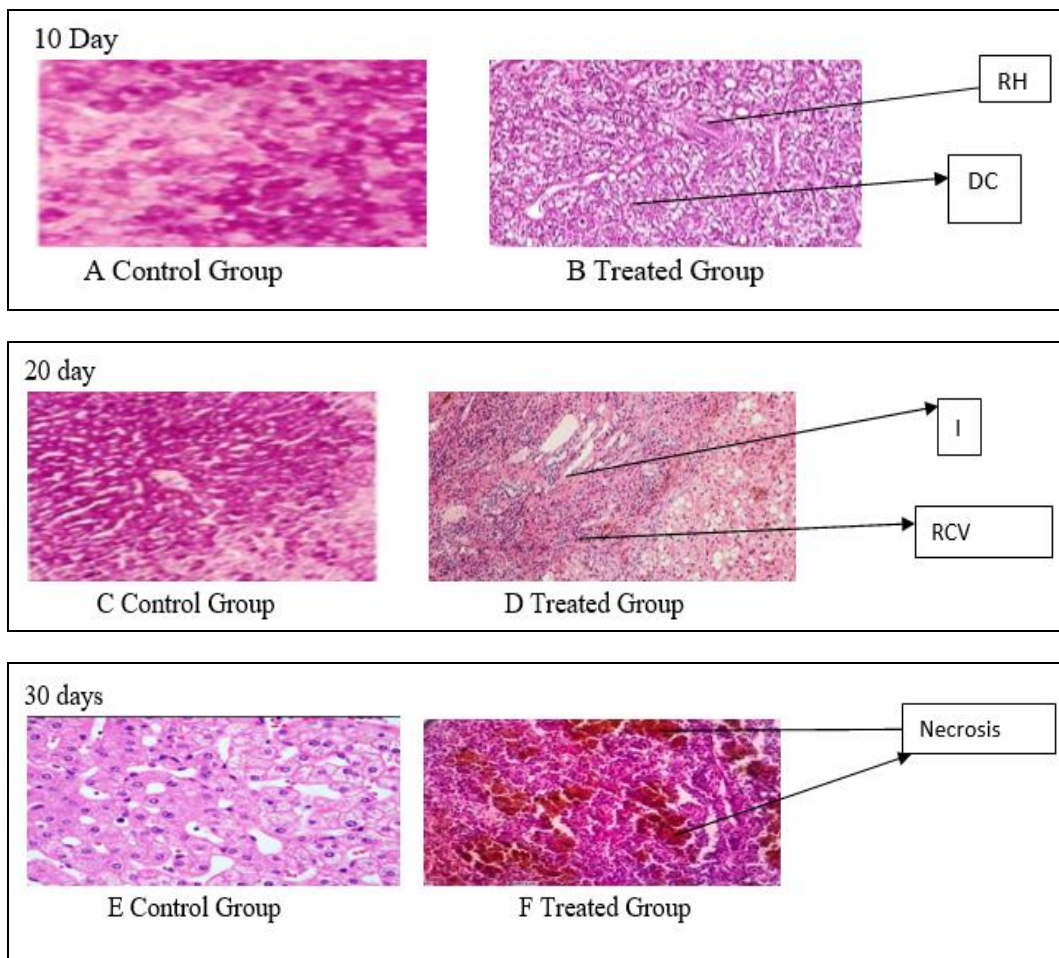 10 Day
RH
DC
A Control Group
B Treated Group
20 day
I
RCV
C Control Group
D Treated Group
30 days
Necrosis
E Control Group
F Treated Group